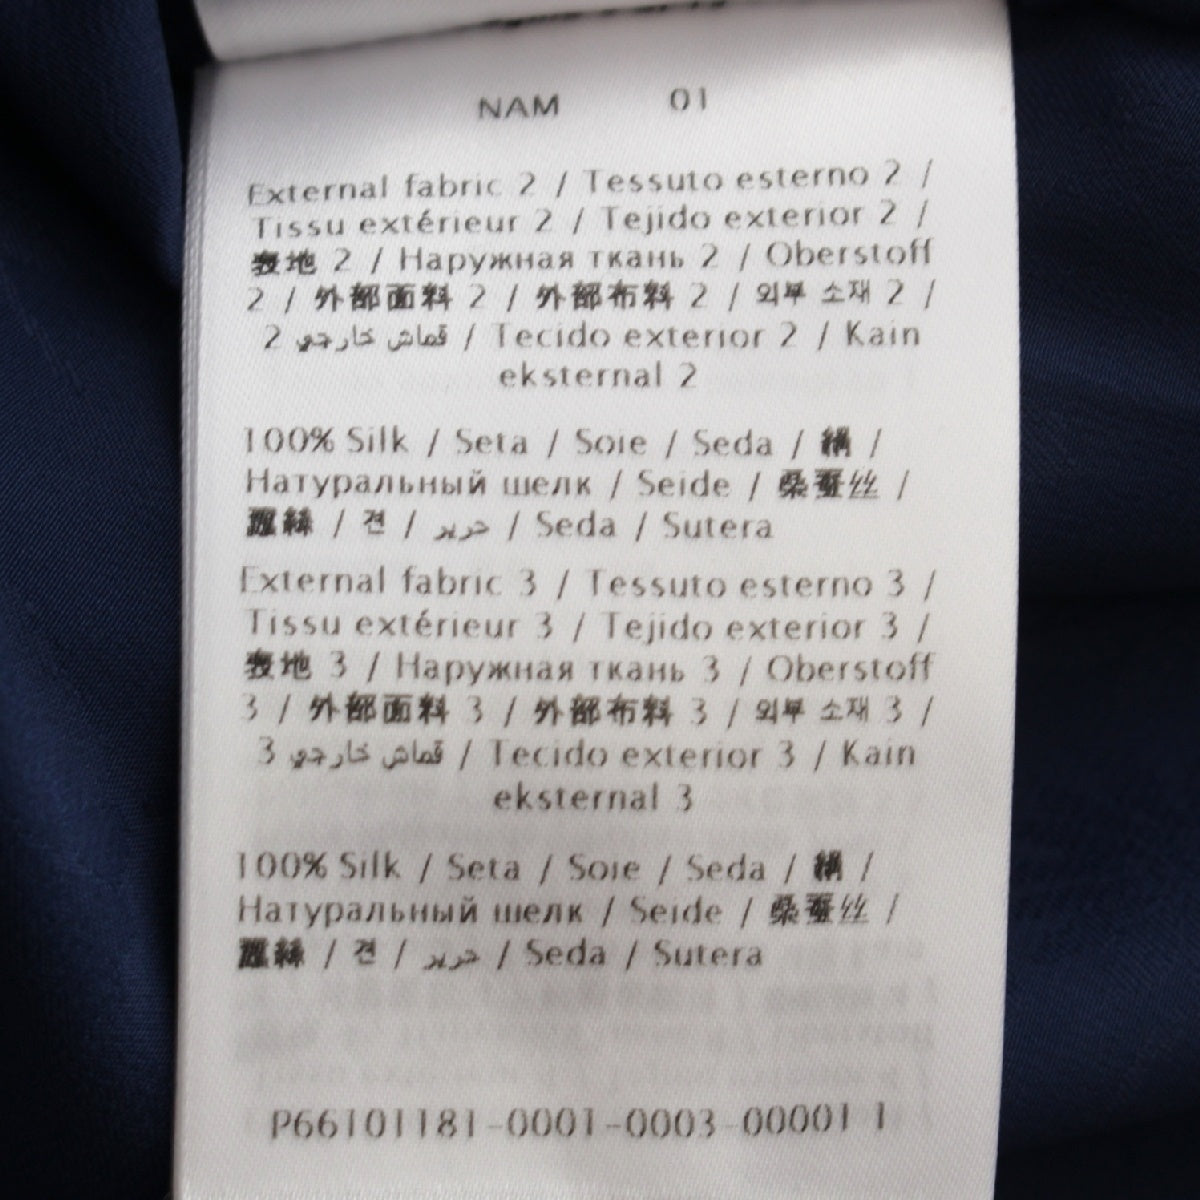 NAM 01
External fabric 2 / Tessuto esterno 2 /
Tissu extérieur 2 / Tejido exterior 2 /
表地 2 / Наружная ткань 2 / Oberstoff
2 / 外部面料 2 / 外部布料 2 / 외부 소재 2 /
2 قماش خارجي / Tecido exterior 2 / Kain
eksternal 2
100% Silk / Seta / Soie / Seda / 絹 /
Натуральный шелк / Seide / 桑蚕丝 /
蠶絲 / 견 / حرير / Seda / Sutera
External fabric 3 / Tessuto esterno 3 /
Tissu extérieur 3 / Tejido exterior 3 /
表地 3 / Наружная ткань 3 / Oberstoff
3 / 外部面料 3 / 外部布料 3 / 외부 소재 3 /
3 قماش خارجي / Tecido exterior 3 / Kain
eksternal 3
100% Silk / Seta / Soie / Seda / 絹 /
Натуральный шелк / Seide / 桑蚕丝 /
蠶絲 / 견 / حرير / Seda / Sutera
P66101181-0001-0003-00001 1